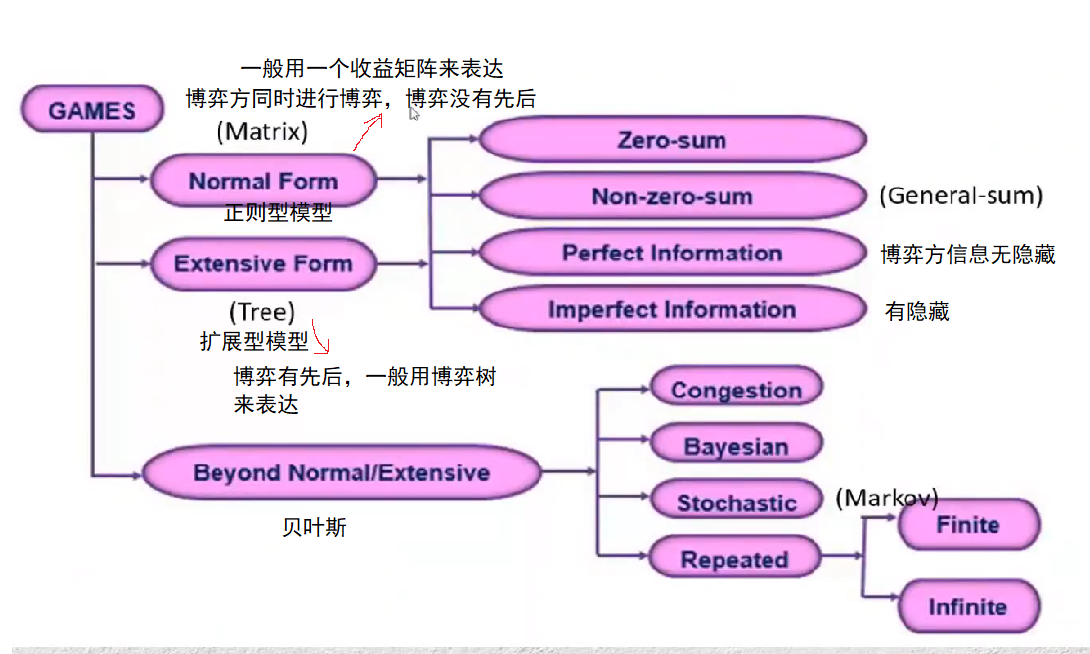 一般用一个收益矩阵来表达
博弈方同时进行博弈，博弈没有先后
GAMES
(Matrix)
Normal Form
正则型模型
Extensive Form
(Tree)
扩展型模型
博弈有先后，一般用博弈树
来表达
Zero-sum
Non-zero-sum (General-sum)
Perfect Information 博弈方信息无隐藏
Imperfect Information 有隐藏
Beyond Normal/Extensive
贝叶斯
Congestion
Bayesian
Stochastic (Markov)
Repeated
Finite
Infinite